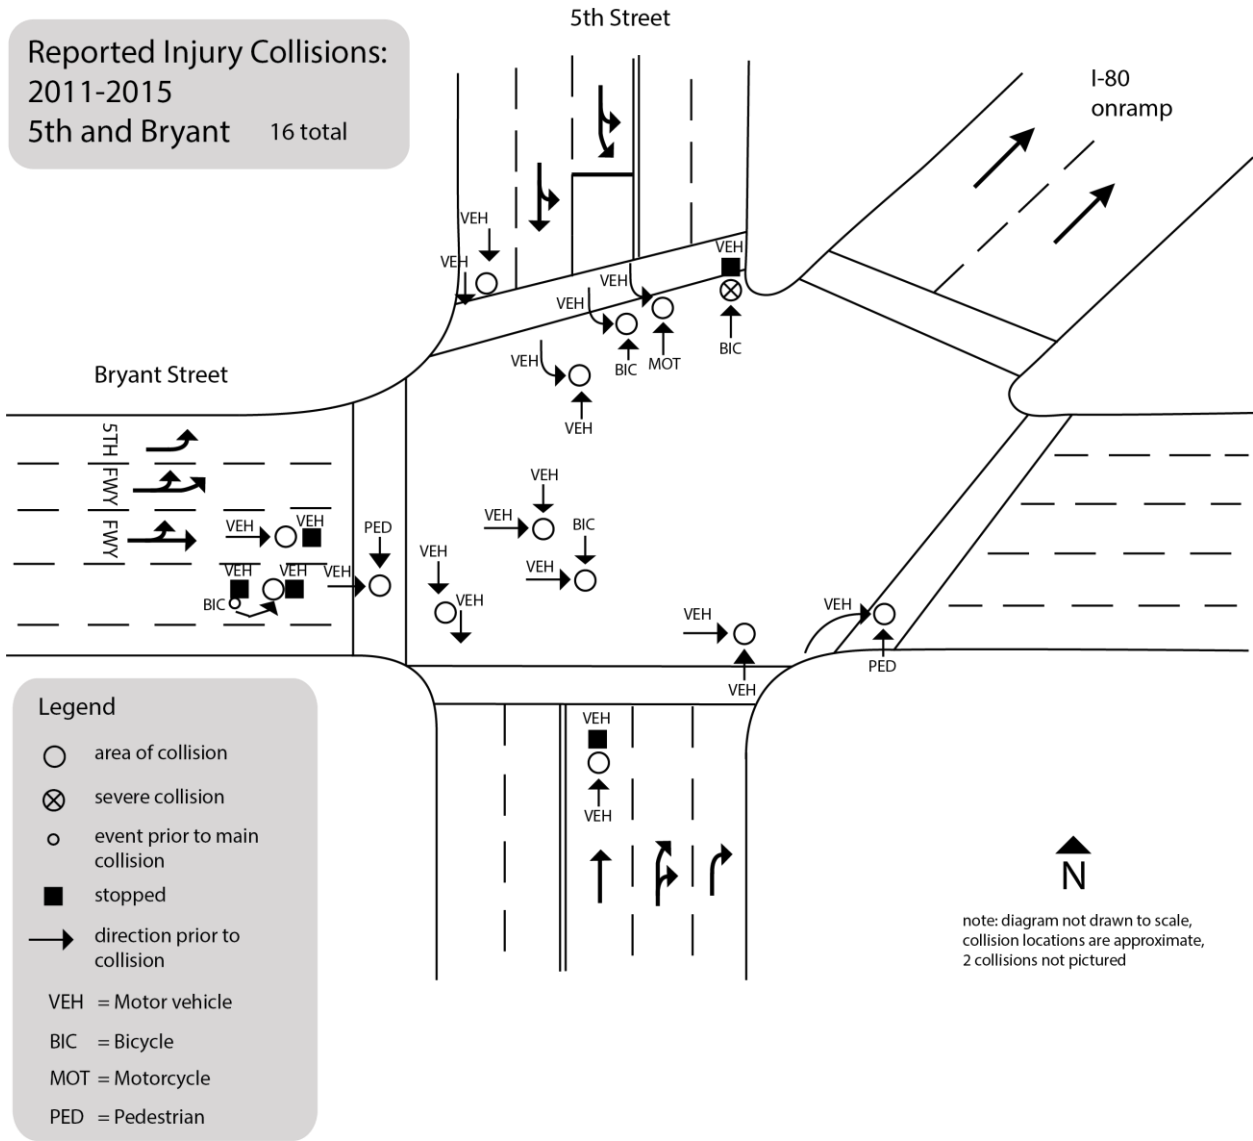 5th Street
Reported Injury Collisions:
2011-2015
5th and Bryant 16 total
I-80
onramp
VEH
VEH
VEH
VEH
VEH
BIC
MOT
BIC
VEH
VEH
Bryant Street
5TH
FWY
FWY
VEH
VEH
VEH
VEH
BIC
VEH
PED
VEH
VEH
VEH
VEH
BIC
VEH
VEH
VEH
VEH
PED
VEH
VEH
Legend
area of collision
severe collision
event prior to main
collision
stopped
direction prior to
collision
VEH = Motor vehicle
BIC = Bicycle
MOT = Motorcycle
PED = Pedestrian
N
note: diagram not drawn to scale,
collision locations are approximate,
2 collisions not pictured